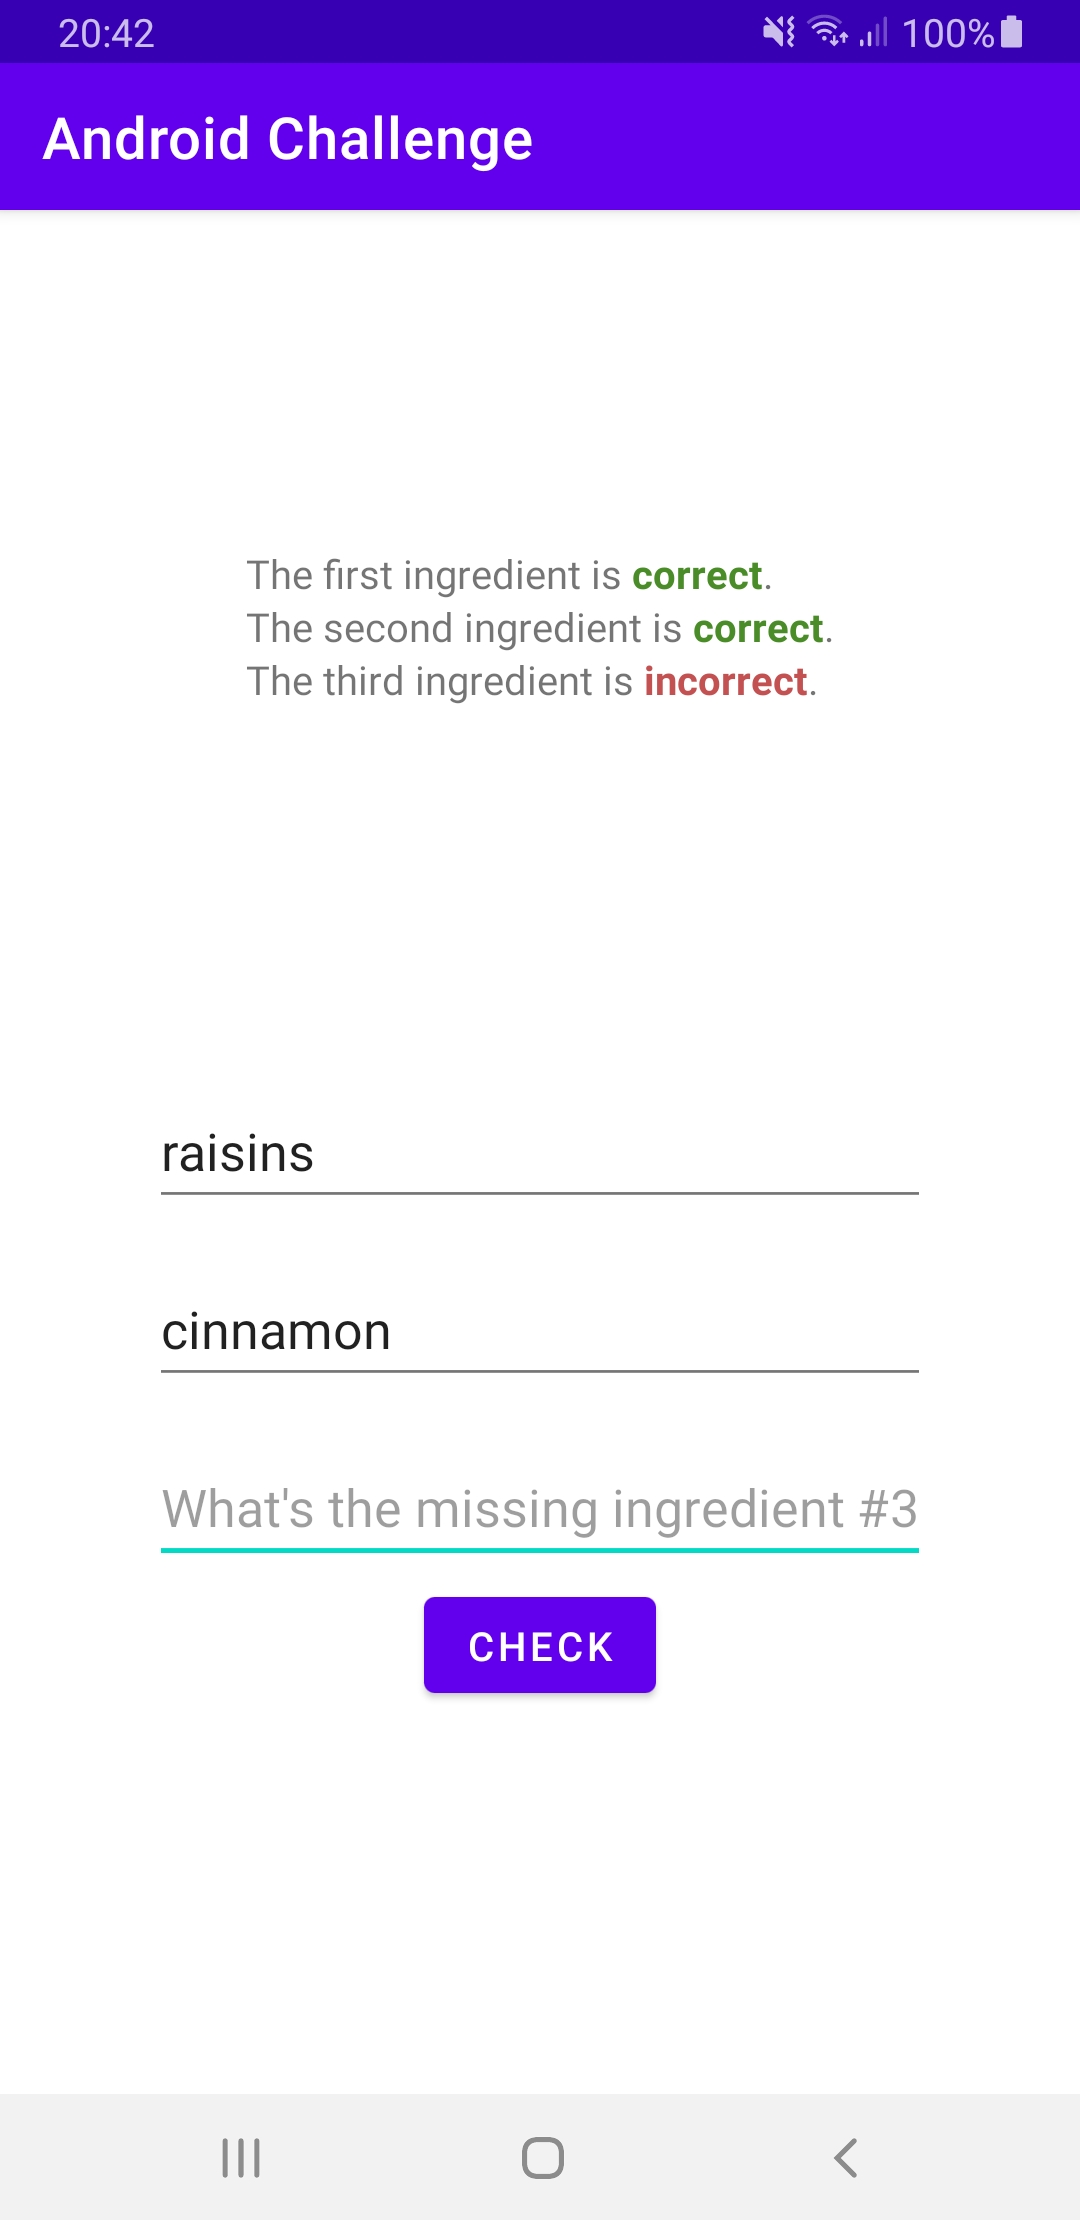 20:42 100%
Android Challenge
The first ingredient is correct.
The second ingredient is correct.
The third ingredient is incorrect.
raisins
cinnamon
What's the missing ingredient #3
CHECK